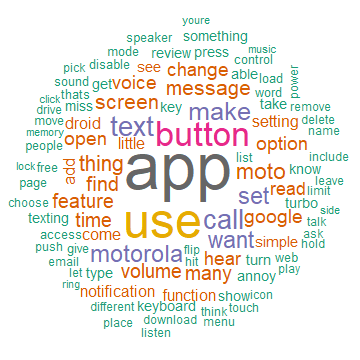 youre
speaker something
mode review press music
pick disable control
sound get voice see change able load power
thats message word
click miss screen key take remove
drive droid text make setting delete
move open little button option name
memory
people add thing app list moto know include
lock free find set read leave
page feature use call google turbo limit
choose time want side
texting come motorola hear simple talk
access flip ask
push give volume many turn web hold
email hit annoy play
let type notification function show icon
ring different keyboard think touch
place download menu
listen